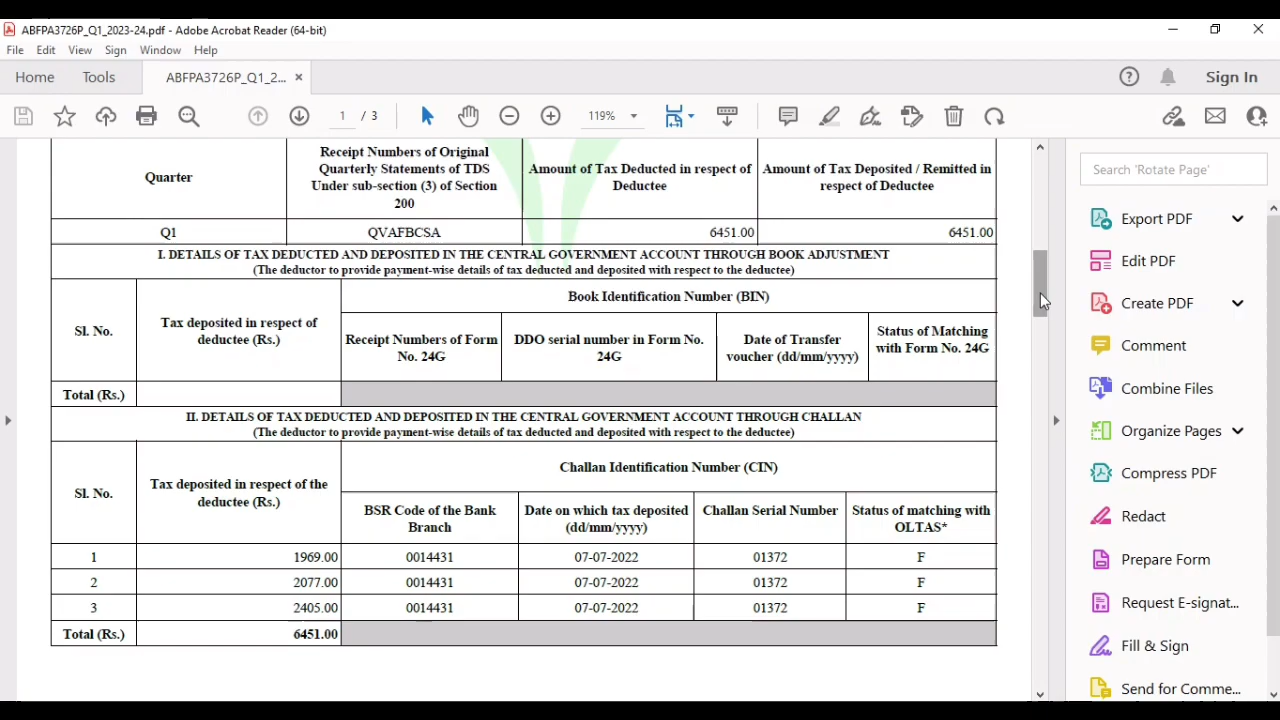 ABFPA3726P_Q1_2023-24.pdf - Adobe Acrobat Reader (64-bit)
File Edit View Sign Window Help
Home Tools ABFPA3726P_Q1_2... × Sign In
1 / 3 119%
Quarter
Receipt Numbers of Original
Quarterly Statements of TDS
Under sub-section (3) of Section
200
Amount of Tax Deducted in respect of
Deductee
Amount of Tax Deposited / Remitted in
respect of Deductee
Q1 QVAFBCSA 6451.00 6451.00
I. DETAILS OF TAX DEDUCTED AND DEPOSITED IN THE CENTRAL GOVERNMENT ACCOUNT THROUGH BOOK ADJUSTMENT
(The deductor to provide payment-wise details of tax deducted and deposited with respect to the deductee)
Sl. No.
Tax deposited in respect of
deductee (Rs.)
Book Identification Number (BIN)
Receipt Numbers of Form
No. 24G
DDO serial number in Form No.
24G
Date of Transfer
voucher (dd/mm/yyyy)
Status of Matching
with Form No. 24G
Total (Rs.)
II. DETAILS OF TAX DEDUCTED AND DEPOSITED IN THE CENTRAL GOVERNMENT ACCOUNT THROUGH CHALLAN
(The deductor to provide payment-wise details of tax deducted and deposited with respect to the deductee)
Sl. No.
Tax deposited in respect of the
deductee (Rs.)
Challan Identification Number (CIN)
BSR Code of the Bank
Branch
Date on which tax deposited
(dd/mm/yyyy)
Challan Serial Number
Status of matching with
OLTAS*
1 1969.00 0014431 07-07-2022 01372 F
2 2077.00 0014431 07-07-2022 01372 F
3 2405.00 0014431 07-07-2022 01372 F
Total (Rs.) 6451.00
Search 'Rotate Page'
Export PDF
Edit PDF
Create PDF
Comment
Combine Files
Organize Pages
Compress PDF
Redact
Prepare Form
Request E-signat...
Fill & Sign
Send for Comme...